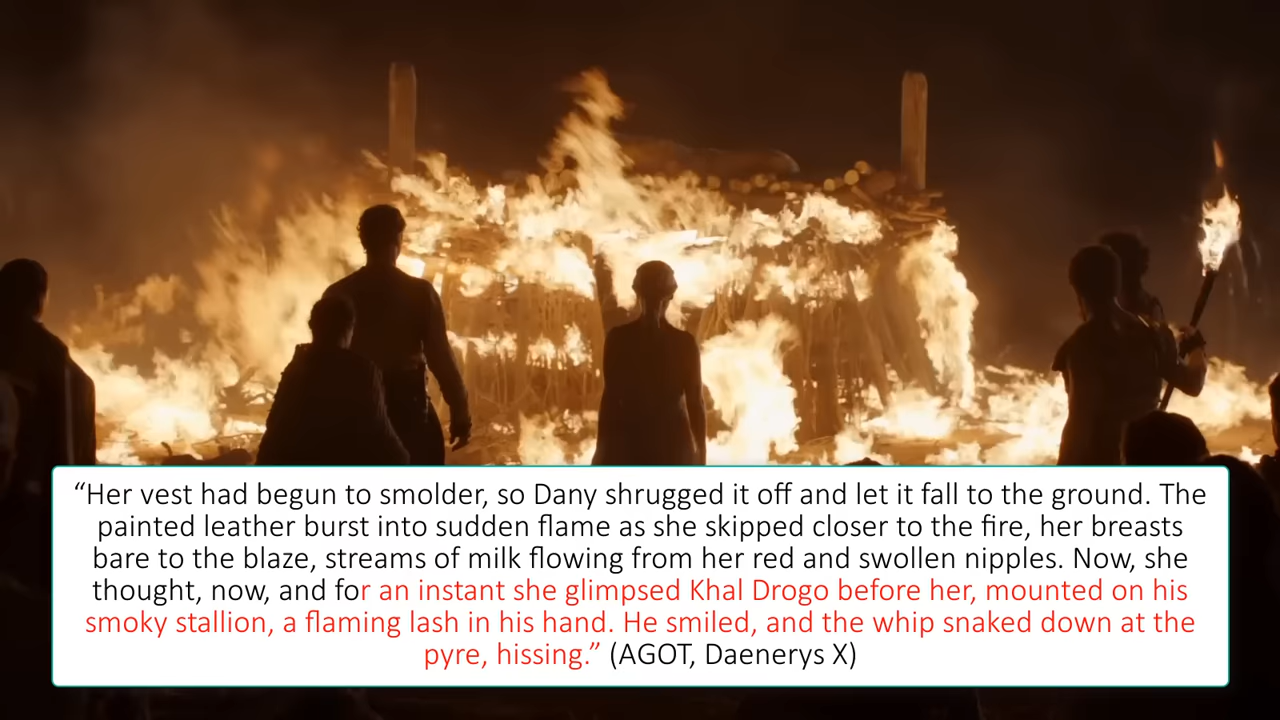 “Her vest had begun to smolder, so Dany shrugged it off and let it fall to the ground. The
painted leather burst into sudden flame as she skipped closer to the fire, her breasts
bare to the blaze, streams of milk flowing from her red and swollen nipples. Now, she
thought, now, and for an instant she glimpsed Khal Drogo before her, mounted on his
smoky stallion, a flaming lash in his hand. He smiled, and the whip snaked down at the
pyre, hissing.” (AGOT, Daenerys X)